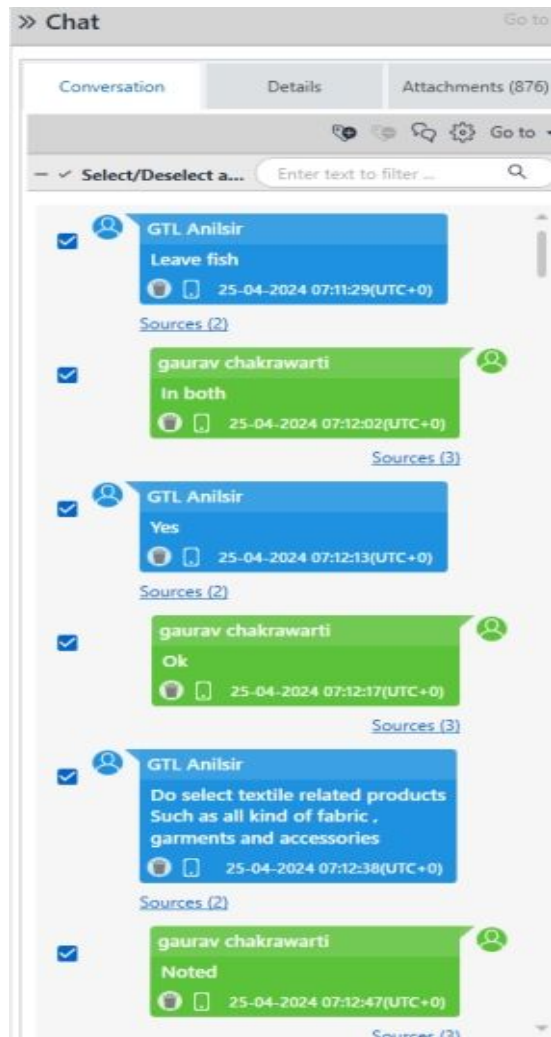 Chat
Go to
Conversation Details Attachments (876)
Go to
Select/Deselect a... Enter text to filter ...
GTL Anilsir
Leave fish
25-04-2024 07:11:29(UTC+0)
Sources (2)
gaurav chakrawarti
In both
25-04-2024 07:12:02(UTC+0)
Sources (3)
GTL Anilsir
Yes
25-04-2024 07:12:13(UTC+0)
Sources (2)
gaurav chakrawarti
Ok
25-04-2024 07:12:17(UTC+0)
Sources (3)
GTL Anilsir
Do select textile related products
Such as all kind of fabric ,
garments and accessories
25-04-2024 07:12:38(UTC+0)
Sources (2)
gaurav chakrawarti
Noted
25-04-2024 07:12:47(UTC+0)
Sources (3)